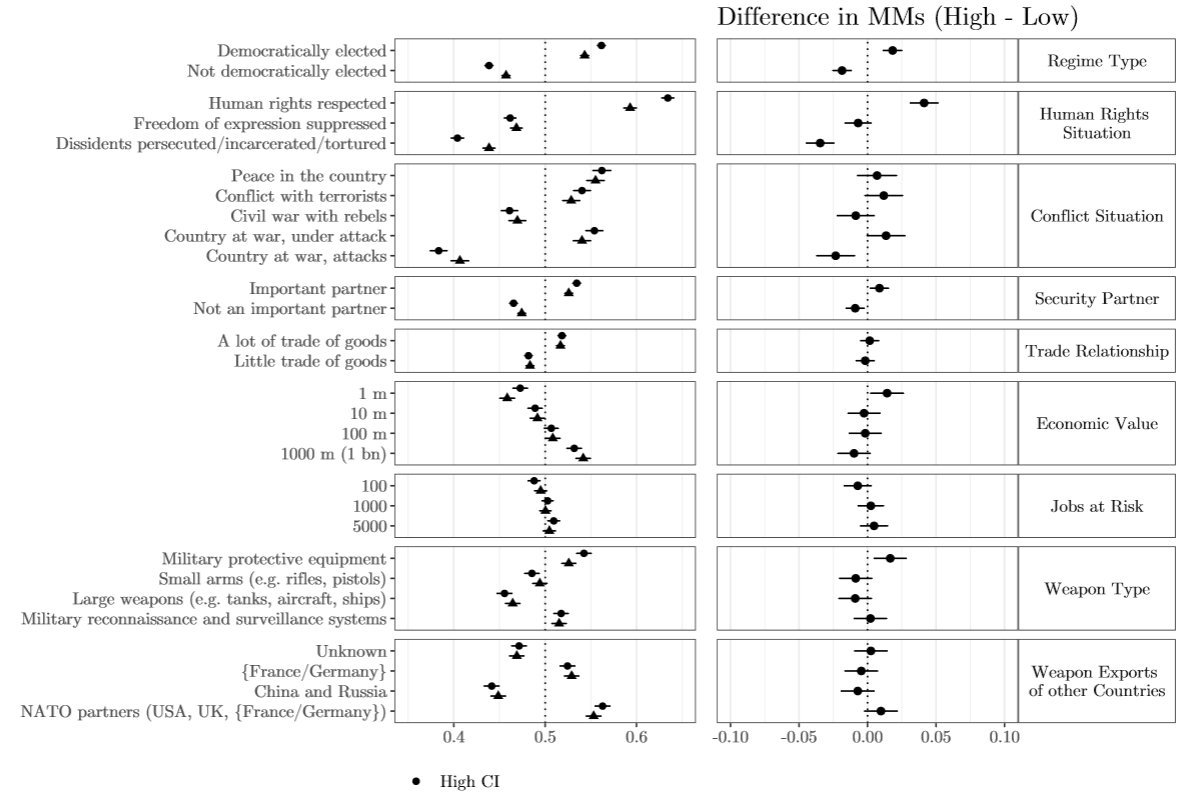 Difference in MMs (High - Low)
Democratically elected
Not democratically elected
Regime Type
Human rights respected
Freedom of expression suppressed
Dissidents persecuted/incarcerated/tortured
Human Rights
Situation
Peace in the country
Conflict with terrorists
Civil war with rebels
Country at war, under attack
Country at war, attacks
Conflict Situation
Important partner
Not an important partner
Security Partner
A lot of trade of goods
Little trade of goods
Trade Relationship
1 m
10 m
100 m
1000 m (1 bn)
Economic Value
100
1000
5000
Jobs at Risk
Military protective equipment
Small arms (e.g. rifles, pistols)
Large weapons (e.g. tanks, aircraft, ships)
Military reconnaissance and surveillance systems
Weapon Type
Unknown
{France/Germany}
China and Russia
NATO partners (USA, UK, {France/Germany})
Weapon Exports
of other Countries
0.4 0.5 0.6 -0.10 -0.05 0.00 0.05 0.10
High CI